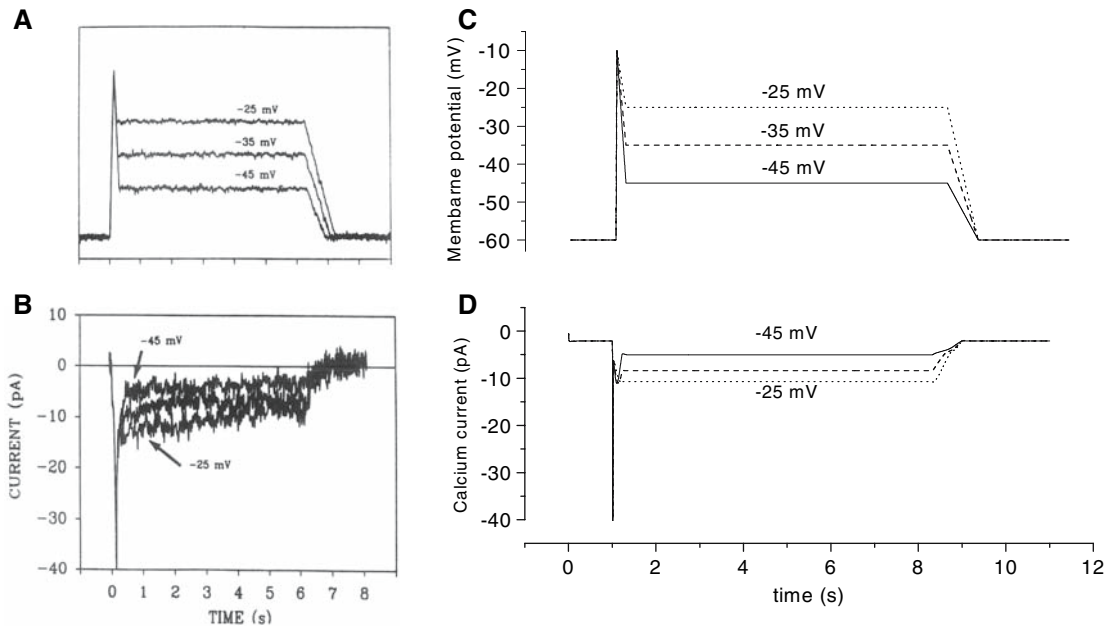 A
-25 mV
-35 mV
-45 mV
B
10
0
-10
-20
-30
-40
CURRENT (pA)
-45 mV
-25 mV
0 1 2 3 4 5 6 7 8
TIME (s)
C
Membarne potential (mV)
-10
-20
-30
-40
-50
-60
-25 mV
-35 mV
-45 mV
D
Calcium current (pA)
0
-10
-20
-30
-40
-45 mV
-25 mV
0 2 4 6 8 10 12
time (s)